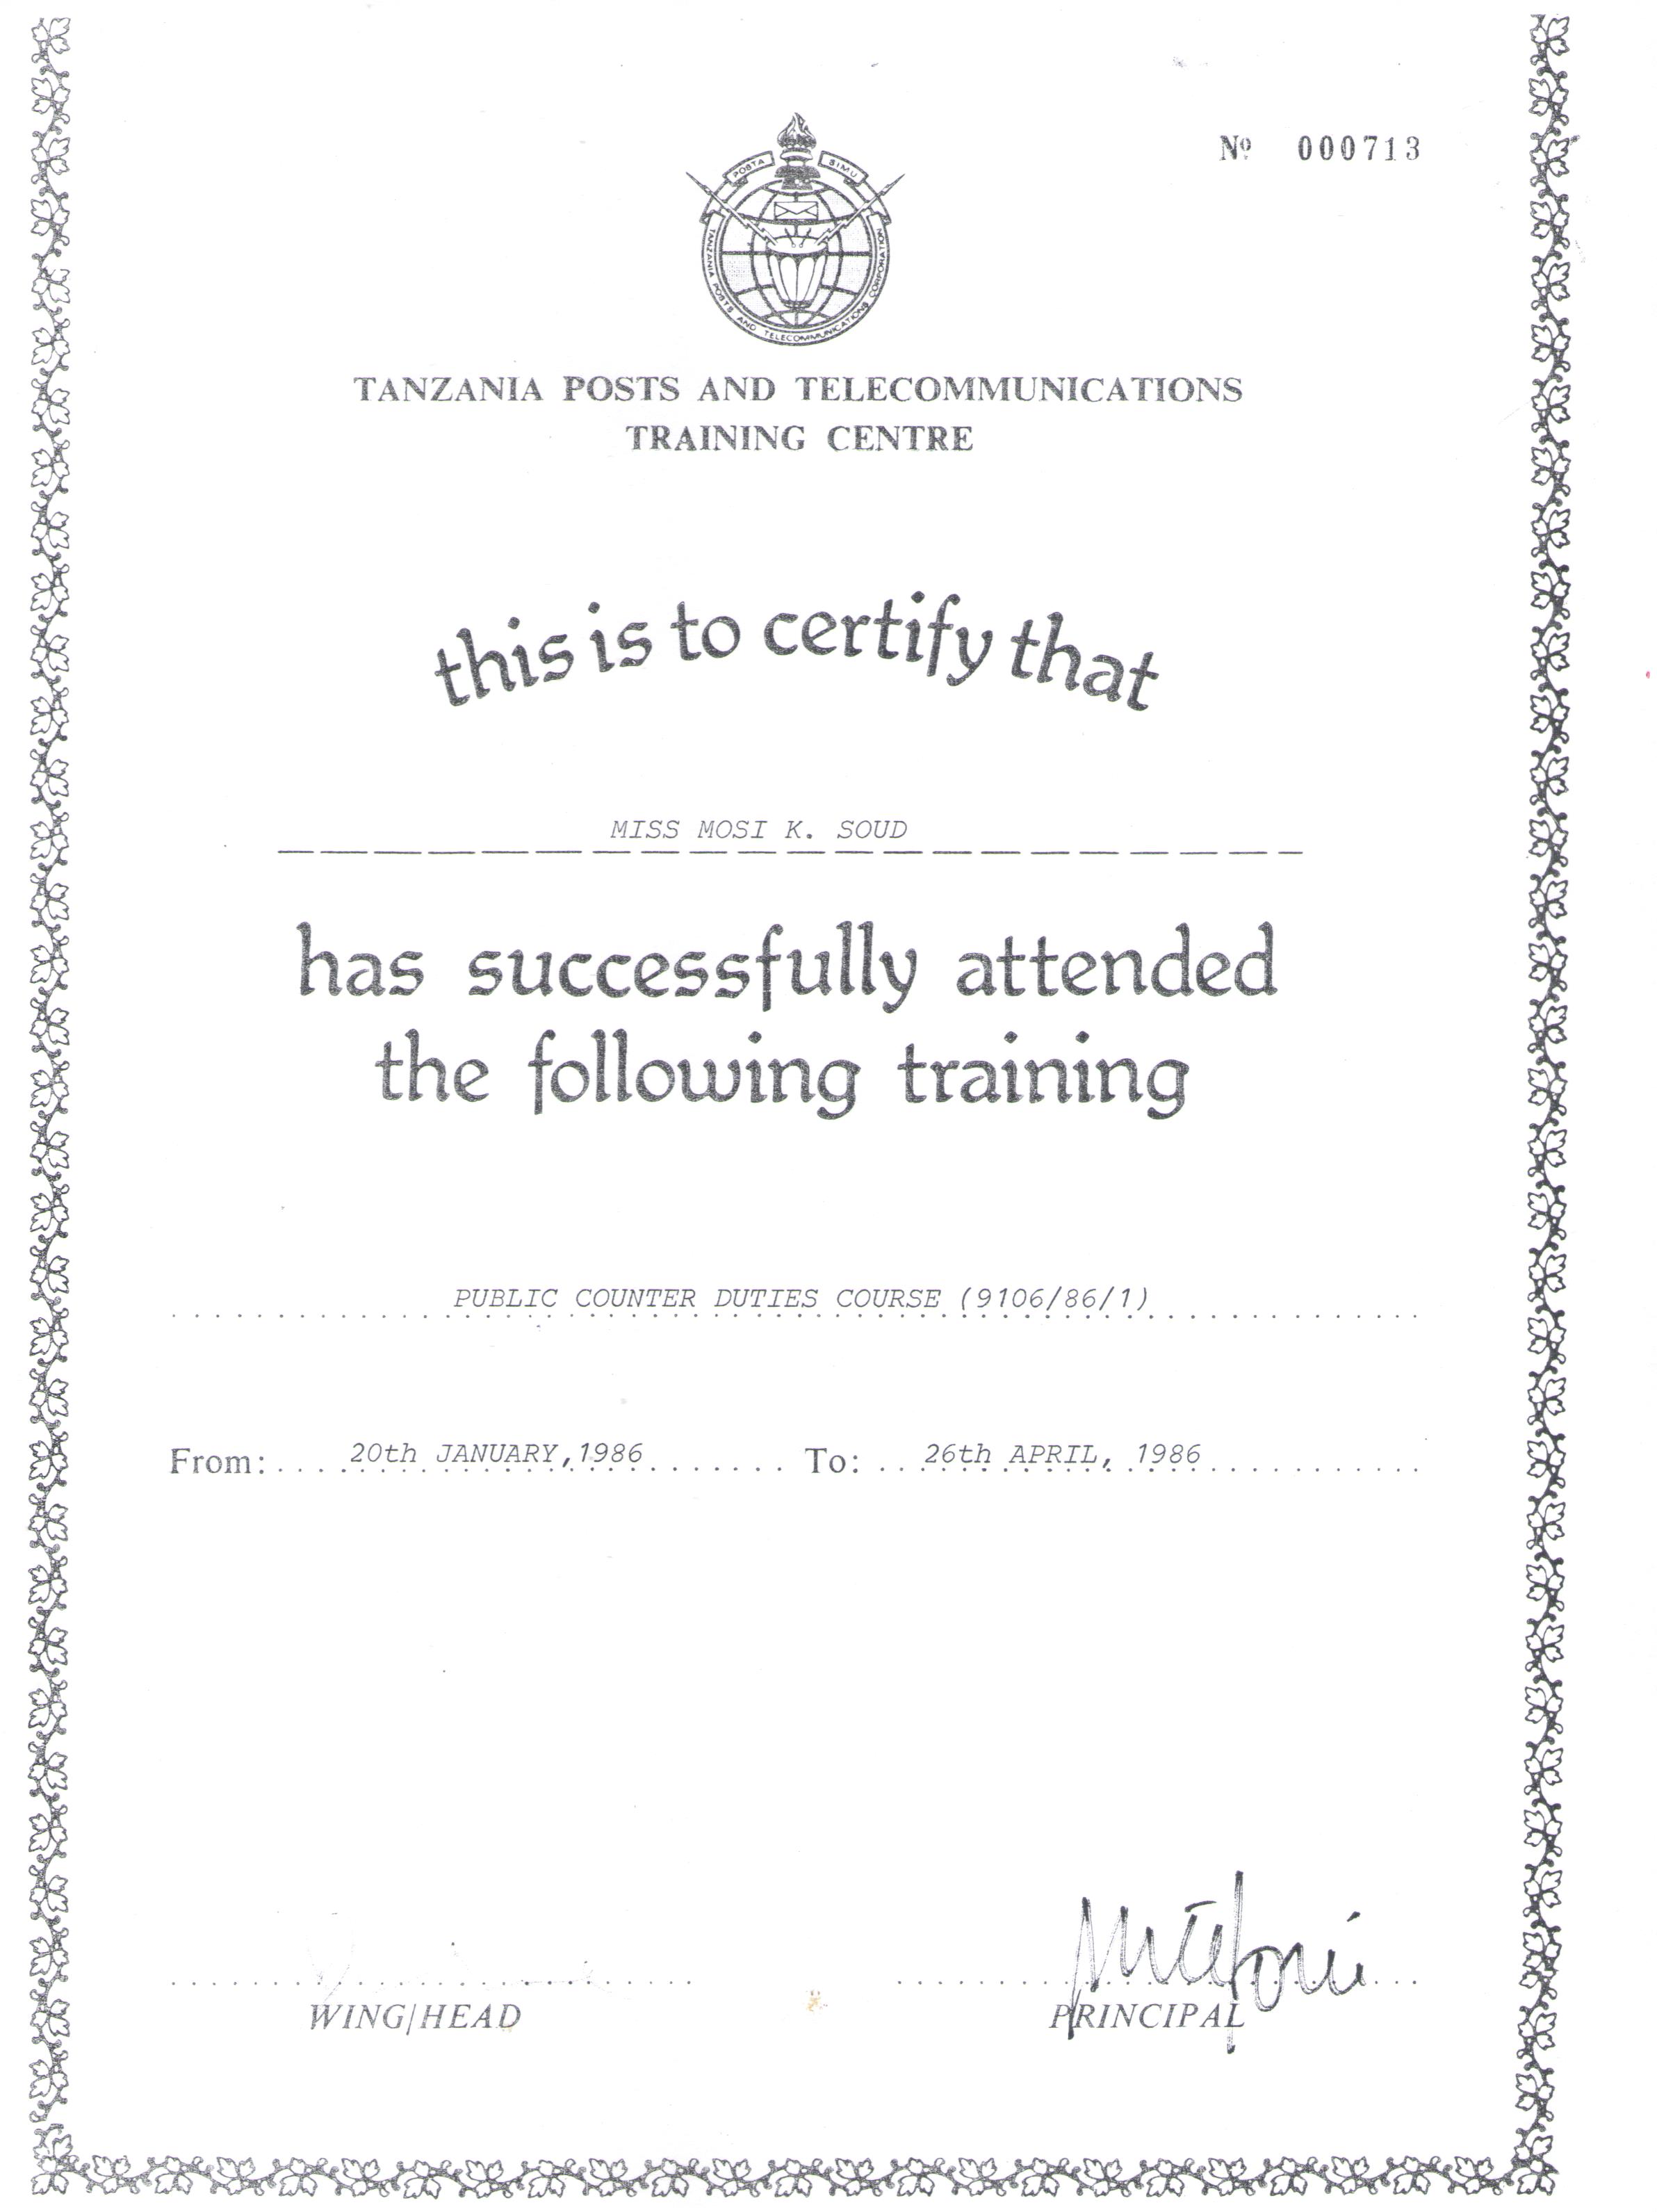 Nº 000713
POSTA SIMU
TANZANIA POSTS AND TELECOMMUNICATIONS CORPORATION
TANZANIA POSTS AND TELECOMMUNICATIONS
TRAINING CENTRE
this is to certify that
MISS MOSI K. SOUD
has successfully attended
the following training
PUBLIC COUNTER DUTIES COURSE (9106/86/1)
From: 20th JANUARY,1986 To: 26th APRIL, 1986
WING/HEAD PRINCIPAL